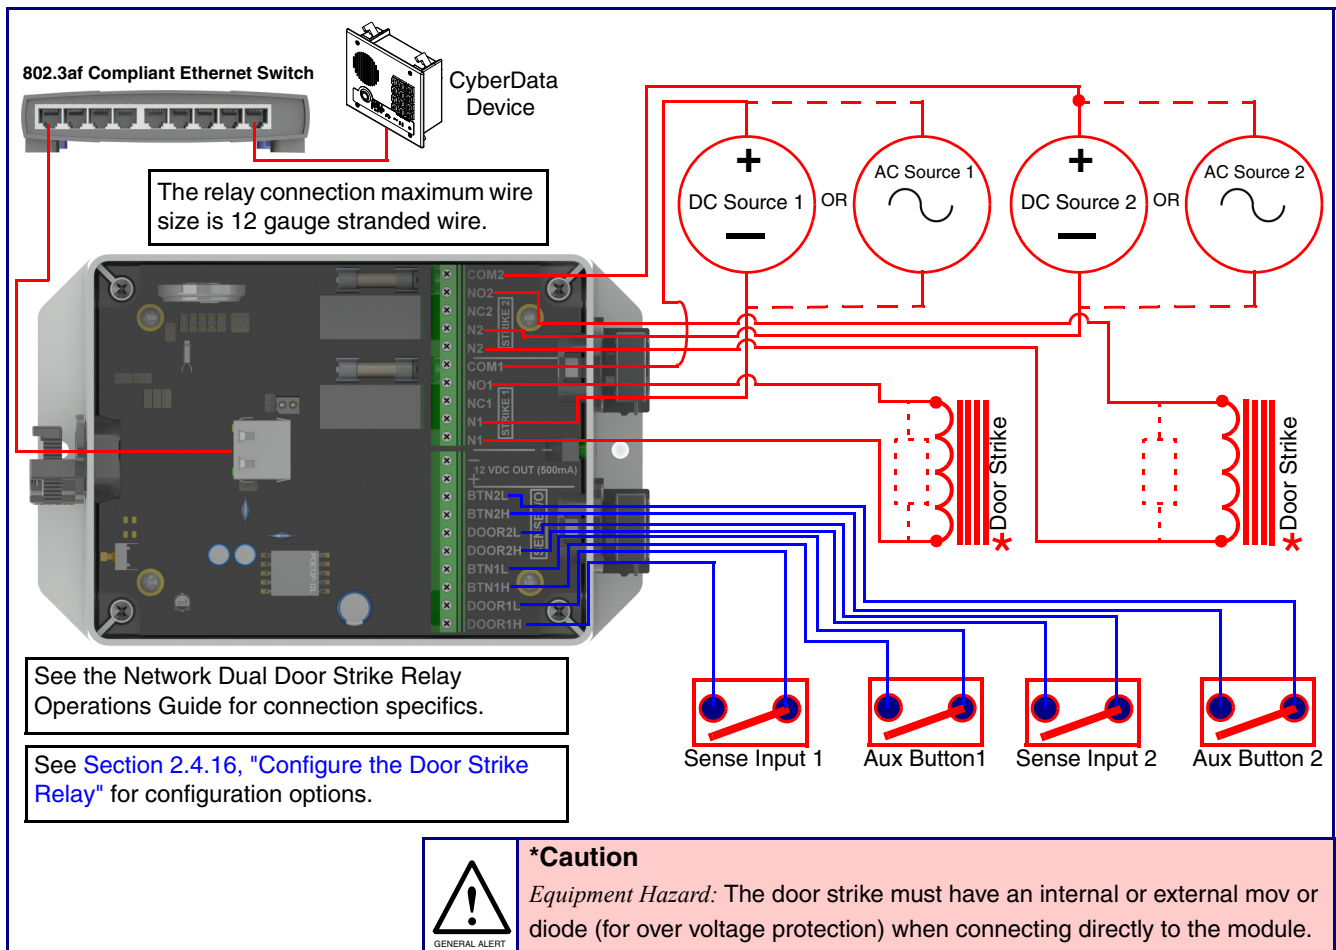 802.3af Compliant Ethernet Switch
CyberData
Device
The relay connection maximum wire
size is 12 gauge stranded wire.
+
DC Source 1
—
OR
AC Source 1
+
DC Source 2
—
OR
AC Source 2
COM2
NO2
NC2
N2
N2
STRIKE 2
COM1
NO1
NC1
N1
N1
STRIKE 1
−
+
12 VDC OUT (500mA)
BTN2L
BTN2H
DOOR2L
DOOR2H
BTN1L
BTN1H
DOOR1L
DOOR1H
SENSE I/O
*Door Strike
*Door Strike
Sense Input 1
Aux Button1
Sense Input 2
Aux Button 2
See the Network Dual Door Strike Relay
Operations Guide for connection specifics.
See Section 2.4.16, "Configure the Door Strike
Relay" for configuration options.
!
GENERAL ALERT
*Caution
Equipment Hazard: The door strike must have an internal or external mov or
diode (for over voltage protection) when connecting directly to the module.